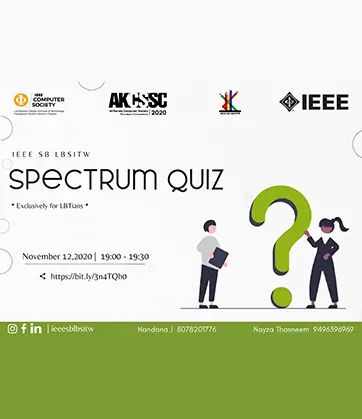 IEEE
COMPUTER
SOCIETY
AKCSSC
2020
IEEE
IEEE SB LBSITW
SPECTRUM QUIZ
* Exclusively for LBTians *
November 12,2020 | 19:00 - 19:30
https://bit.ly/3n4TQh0
|ieeesblbsitw
Nandana J 8078201776
Nayza Thasneem 9496396969